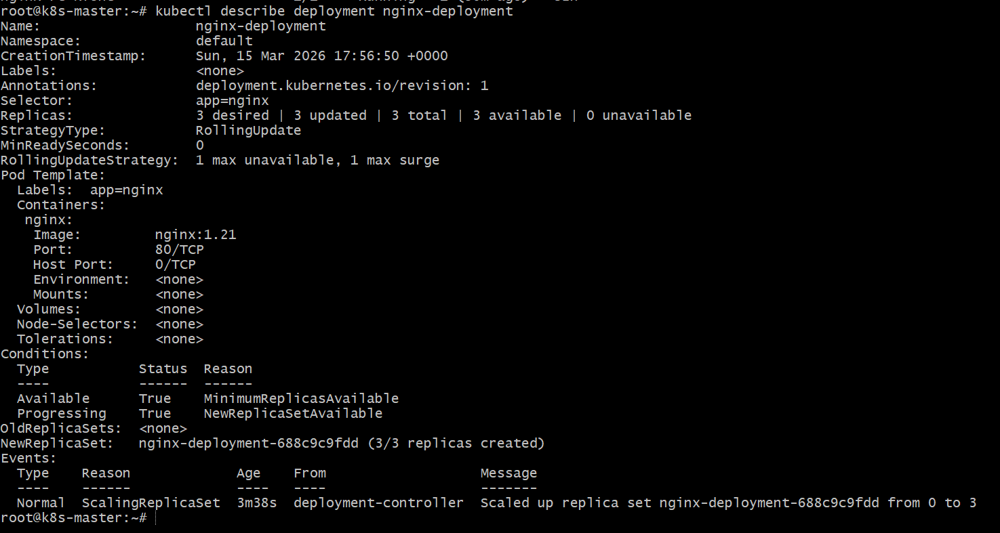 root@k8s-master:~# kubectl describe deployment nginx-deployment
Name:                   nginx-deployment
Namespace:              default
CreationTimestamp:      Sun, 15 Mar 2026 17:56:50 +0000
Labels:                 <none>
Annotations:            deployment.kubernetes.io/revision: 1
Selector:               app=nginx
Replicas:               3 desired | 3 updated | 3 total | 3 available | 0 unavailable
StrategyType:           RollingUpdate
MinReadySeconds:        0
RollingUpdateStrategy:  1 max unavailable, 1 max surge
Pod Template:
  Labels:  app=nginx
  Containers:
   nginx:
    Image:         nginx:1.21
    Port:          80/TCP
    Host Port:     0/TCP
    Environment:   <none>
    Mounts:        <none>
  Volumes:         <none>
  Node-Selectors:  <none>
  Tolerations:     <none>
Conditions:
  Type           Status  Reason
  ----           ------  ------
  Available      True    MinimumReplicasAvailable
  Progressing    True    NewReplicaSetAvailable
OldReplicaSets:  <none>
NewReplicaSet:   nginx-deployment-688c9c9fdd (3/3 replicas created)
Events:
  Type    Reason             Age    From                   Message
  ----    ------             ----   ----                   -------
  Normal  ScalingReplicaSet  3m38s  deployment-controller  Scaled up replica set nginx-deployment-688c9c9fdd from 0 to 3
root@k8s-master:~#